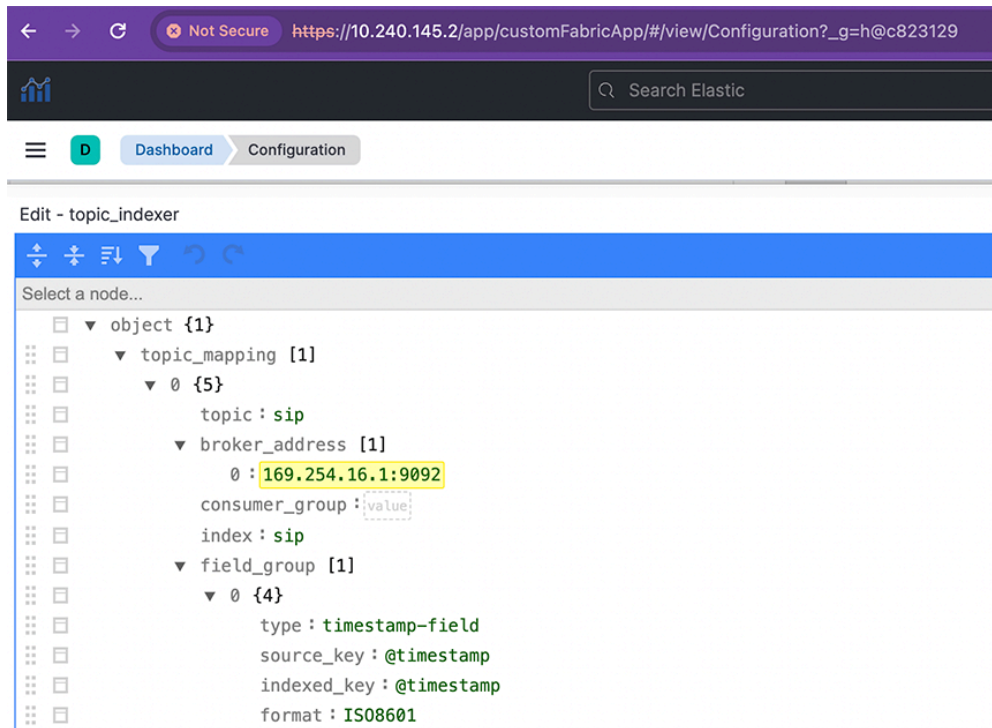 Not Secure https://10.240.145.2/app/customFabricApp/#/view/Configuration?_g=h@c823129
Search Elastic
D Dashboard Configuration
Edit - topic_indexer
Select a node...
▼ object {1}
▼ topic_mapping [1]
▼ 0 {5}
topic : sip
▼ broker_address [1]
0 : 169.254.16.1:9092
consumer_group : value
index : sip
▼ field_group [1]
▼ 0 {4}
type : timestamp-field
source_key : @timestamp
indexed_key : @timestamp
format : ISO8601